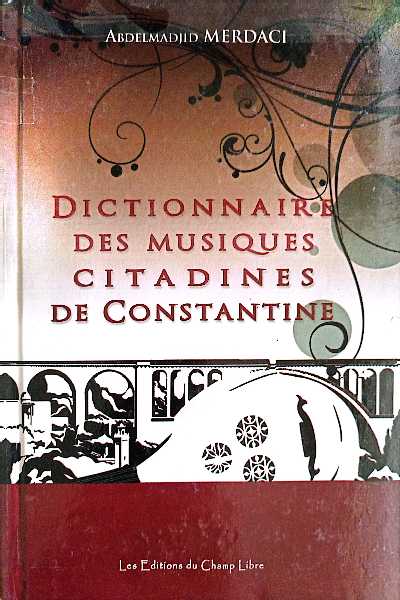 ABDELMADJID MERDACI
DICTIONNAIRE
DES MUSIQUES
CITADINES
DE CONSTANTINE
Les Editions du Champ Libre